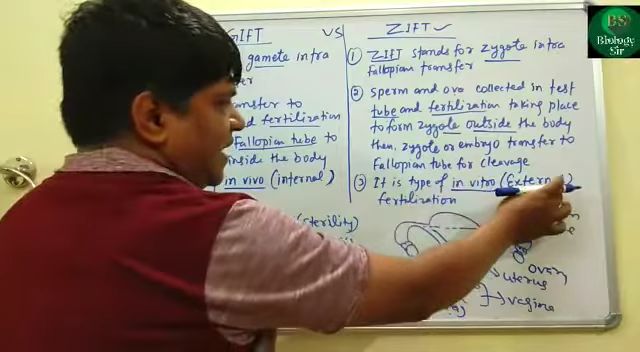 GIFT VS ZIFT
gamete intra
fertilization
Fallopian tube to
inside the body
in vivo (internal)
(sterility)
① ZIFT stands for zygote intra
fallopian transfer
② sperm and ova collected in test
tube and fertilization taking place
to form zygote outside the body
then, zygote or embryo transfer to
Fallopian tube for cleavage
③ It is type of in vitro
fertilization
ovary
uterus
vagina
BS
Biology
Sir